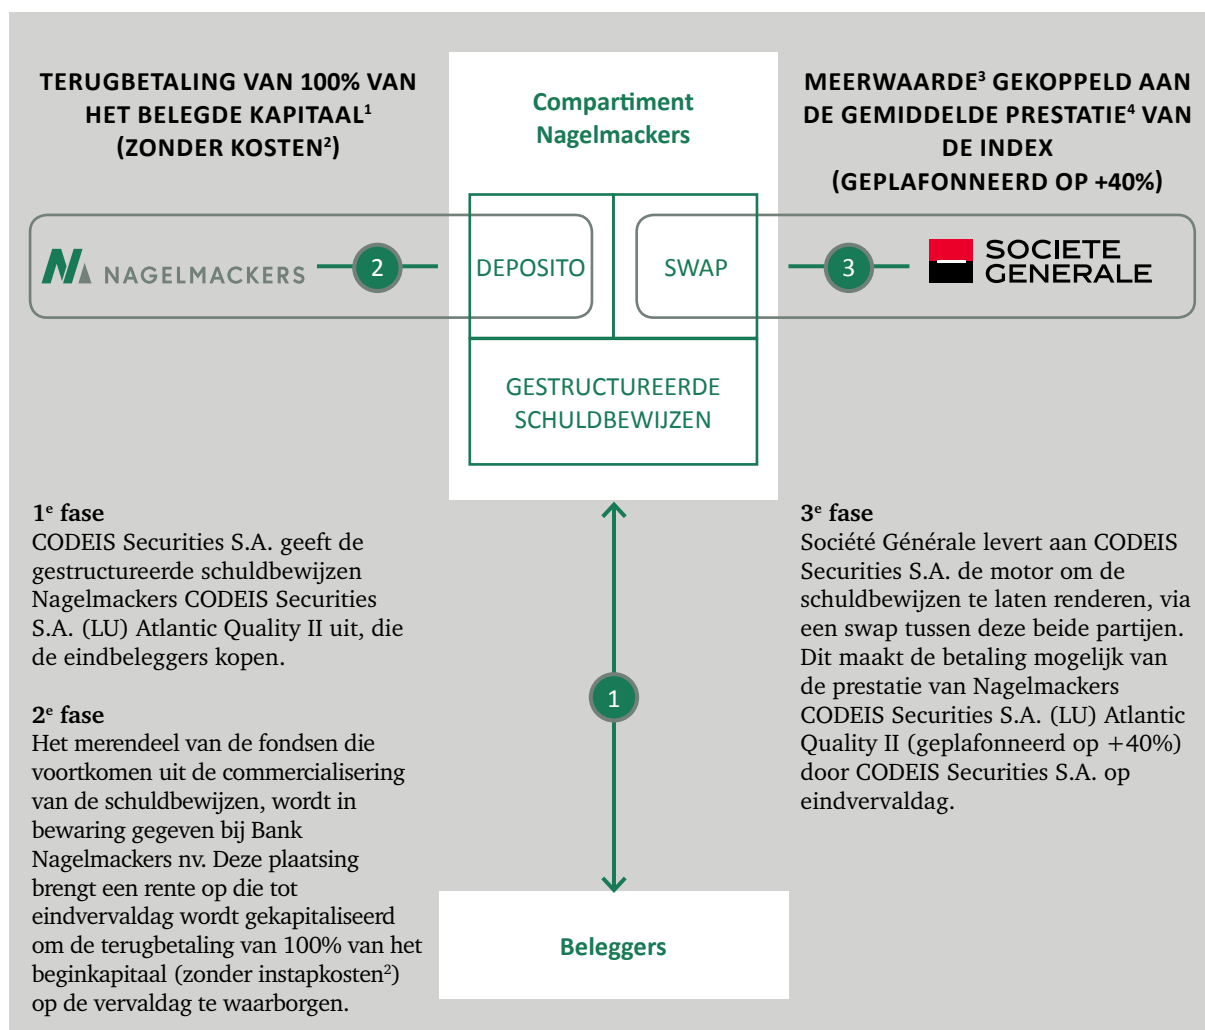 TERUGBETALING VAN 100% VAN
HET BELEGDE KAPITAAL¹
(ZONDER KOSTEN²)
Compartiment
Nagelmackers
MEERWAARDE³ GEKOPPELD AAN
DE GEMIDDELDE PRESTATIE⁴ VAN
DE INDEX
(GEPLAFONNEERD OP +40%)
NAGELMACKERS
2
DEPOSITO
SWAP
3
SOCIETE
GENERALE
GESTRUCTUREERDE
SCHULDBEWIJZEN
1ᵉ fase
CODEIS Securities S.A. geeft de
gestructureerde schuldbewijzen
Nagelmackers CODEIS Securities
S.A. (LU) Atlantic Quality II uit, die
de eindbeleggers kopen.
2ᵉ fase
Het merendeel van de fondsen die
voortkomen uit de commercialisering
van de schuldbewijzen, wordt in
bewaring gegeven bij Bank
Nagelmackers nv. Deze plaatsing
brengt een rente op die tot
eindvervaldag wordt gekapitaliseerd
om de terugbetaling van 100% van het
beginkapitaal (zonder instapkosten²)
op de vervaldag te waarborgen.
1
Beleggers
3ᵉ fase
Société Générale levert aan CODEIS
Securities S.A. de motor om de
schuldbewijzen te laten renderen, via
een swap tussen deze beide partijen.
Dit maakt de betaling mogelijk van
de prestatie van Nagelmackers
CODEIS Securities S.A. (LU) Atlantic
Quality II (geplafonneerd op +40%)
door CODEIS Securities S.A. op
eindvervaldag.